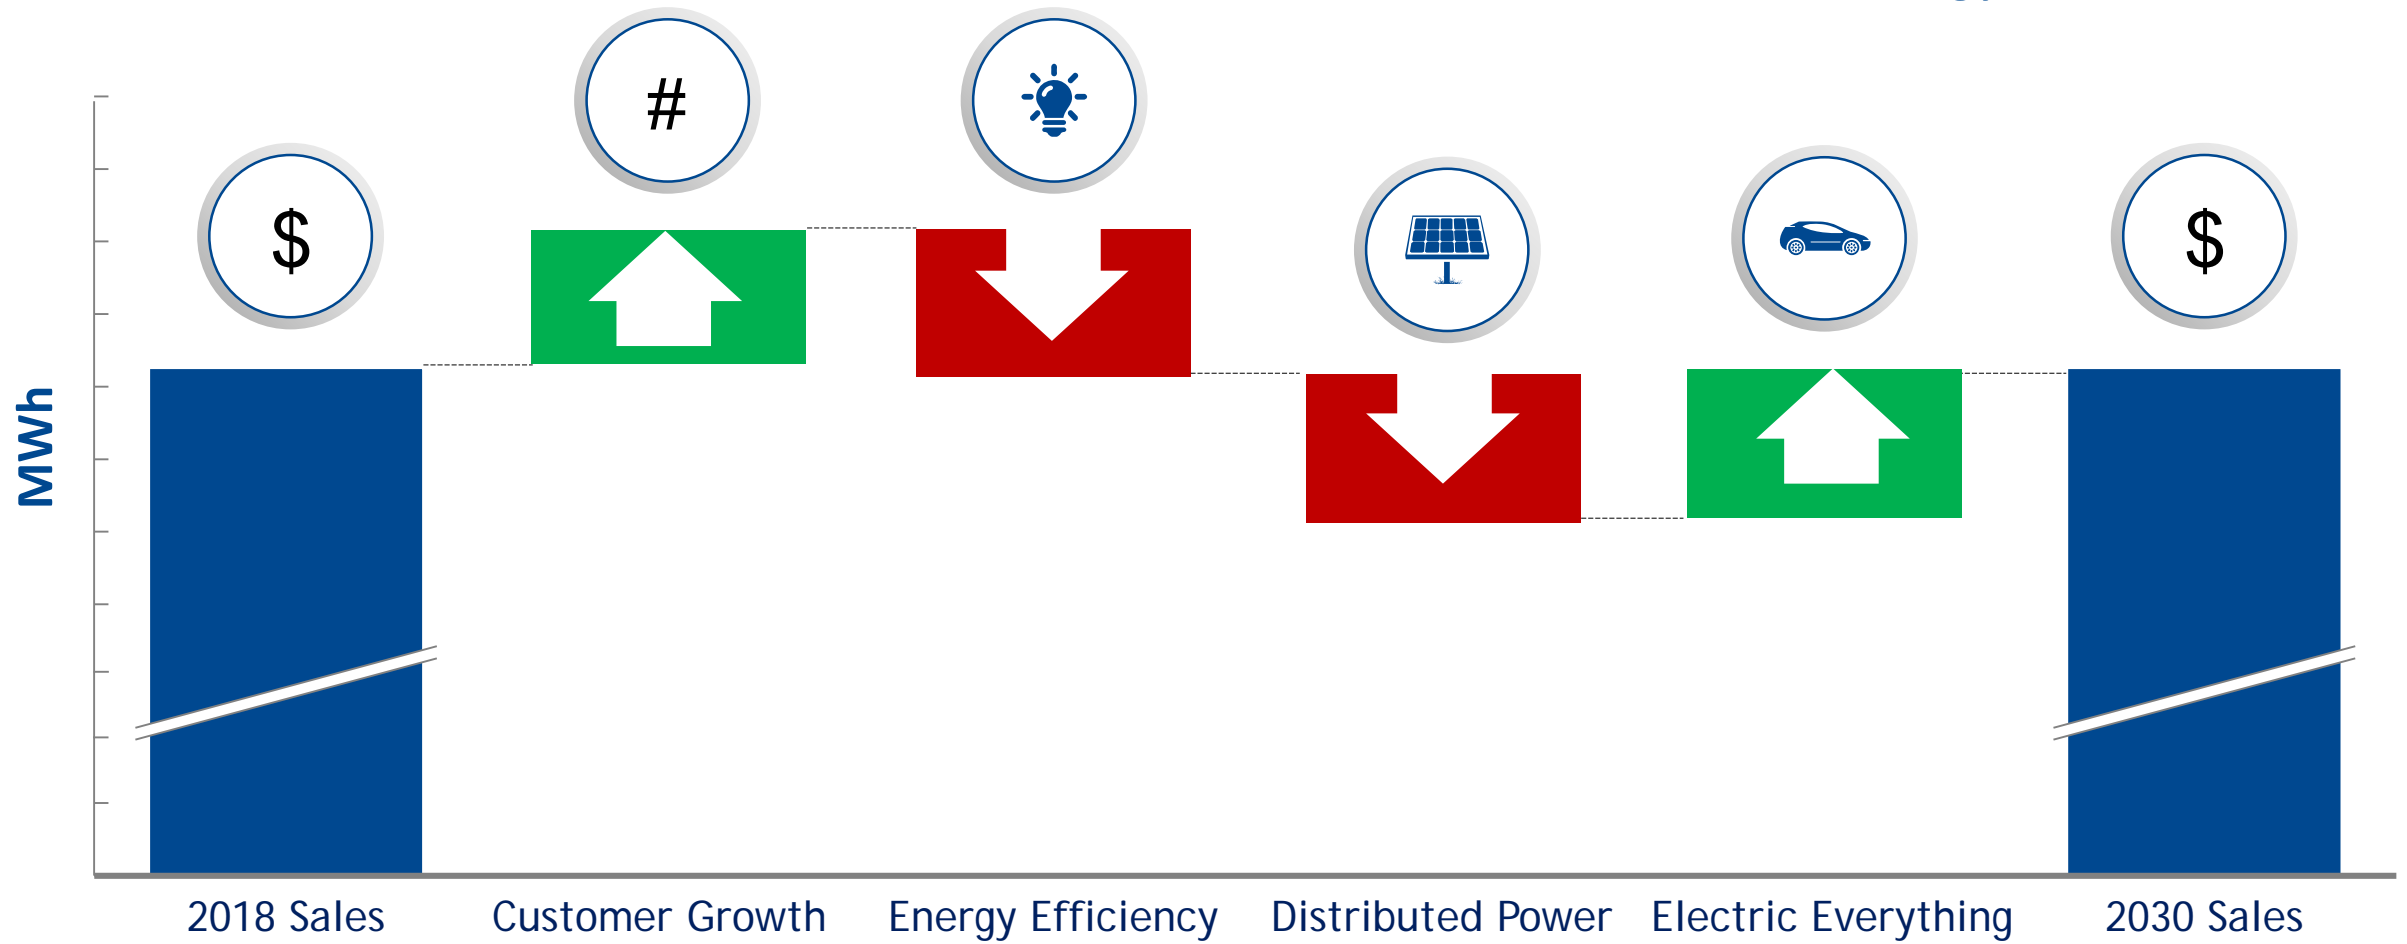 $
#
$
MWh
2018 Sales
Customer Growth
Energy Efficiency
Distributed Power
Electric Everything
2030 Sales